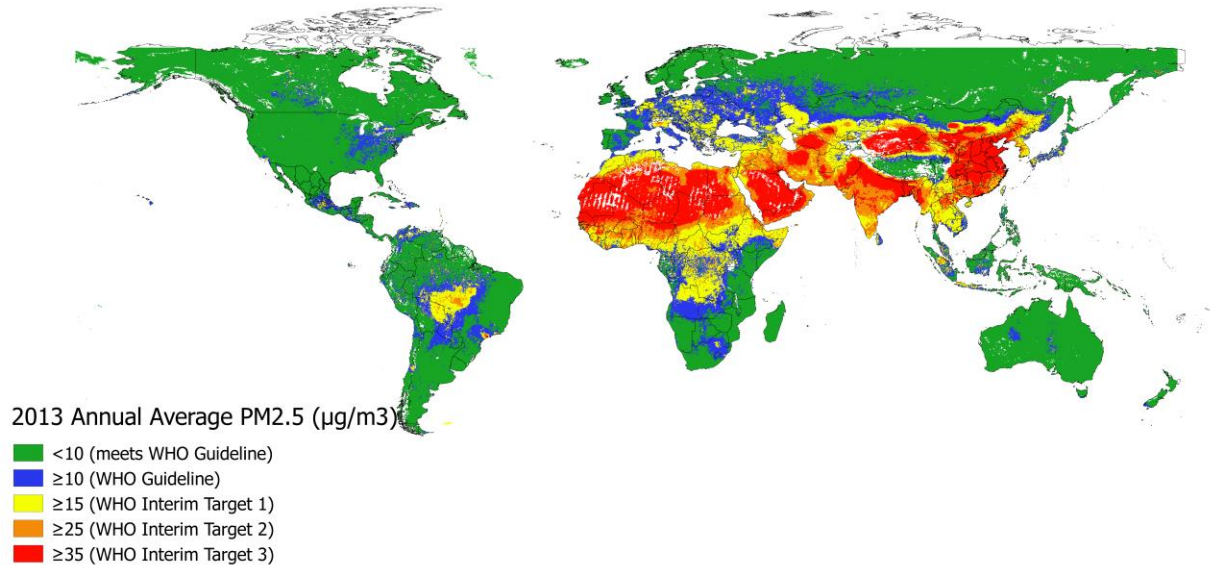 2013 Annual Average PM2.5 (µg/m3)
<10 (meets WHO Guideline)
≥10 (WHO Guideline)
≥15 (WHO Interim Target 1)
≥25 (WHO Interim Target 2)
≥35 (WHO Interim Target 3)